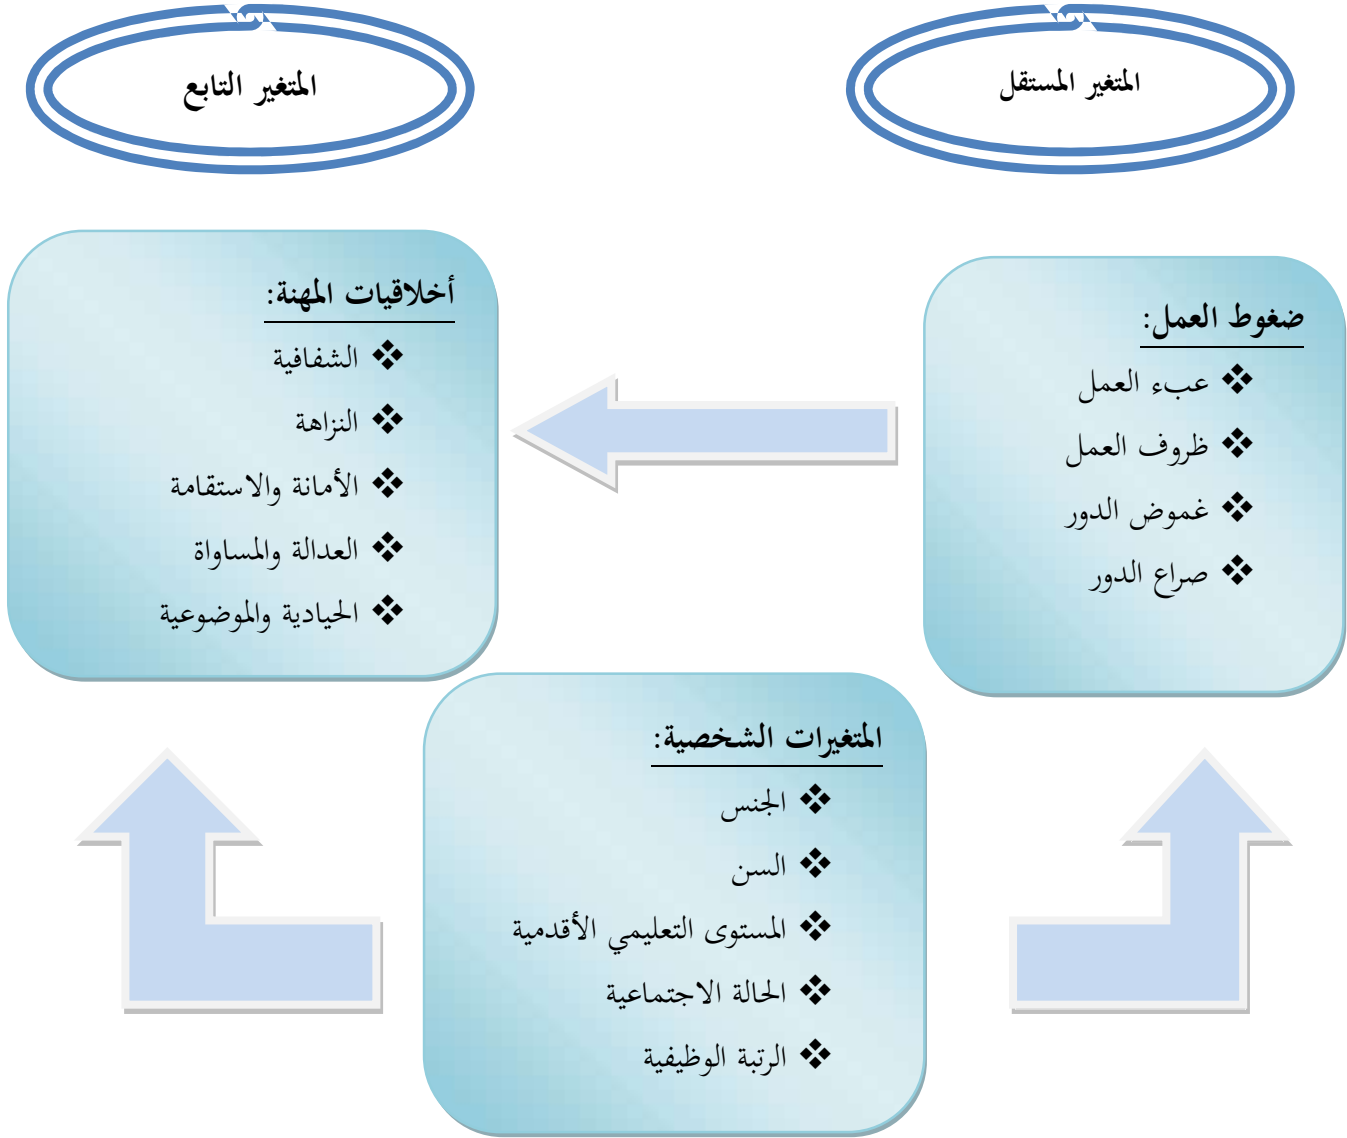 المتغير المستقل
المتغير التابع
ضغوط العمل:
❖ عبء العمل
❖ ظروف العمل
❖ غموض الدور
❖ صراع الدور
أخلاقيات المهنة:
❖ الشفافية
❖ النزاهة
❖ الأمانة والاستقامة
❖ العدالة والمساواة
❖ الحيادية والموضوعية
المتغيرات الشخصية:
❖ الجنس
❖ السن
❖ المستوى التعليمي الأقدمية
❖ الحالة الاجتماعية
❖ الرتبة الوظيفية